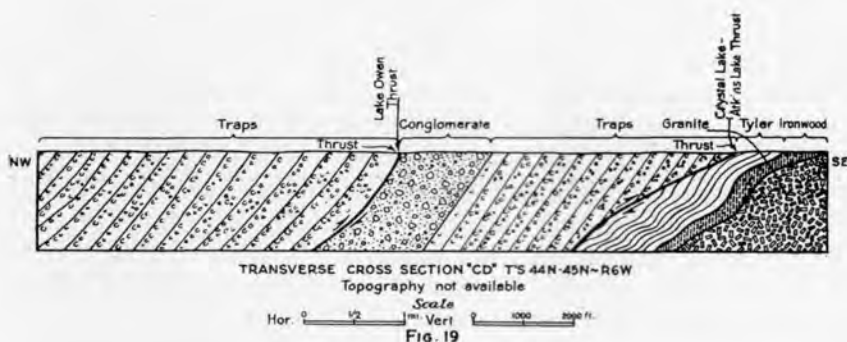 Lake Owen
Thrust
Crystal Lake-
Atkins Lake Thrust
Traps
Conglomerate
Traps
Granite
Tyler
Ironwood
NW
Thrust
Thrust
SE
TRANSVERSE CROSS SECTION "CD" T'S 44N-45N~R6W
Topography not available
Scale
Hor. 0 1/2 1 MI. Vert 0 1000 2000 ft.
FIG. 19